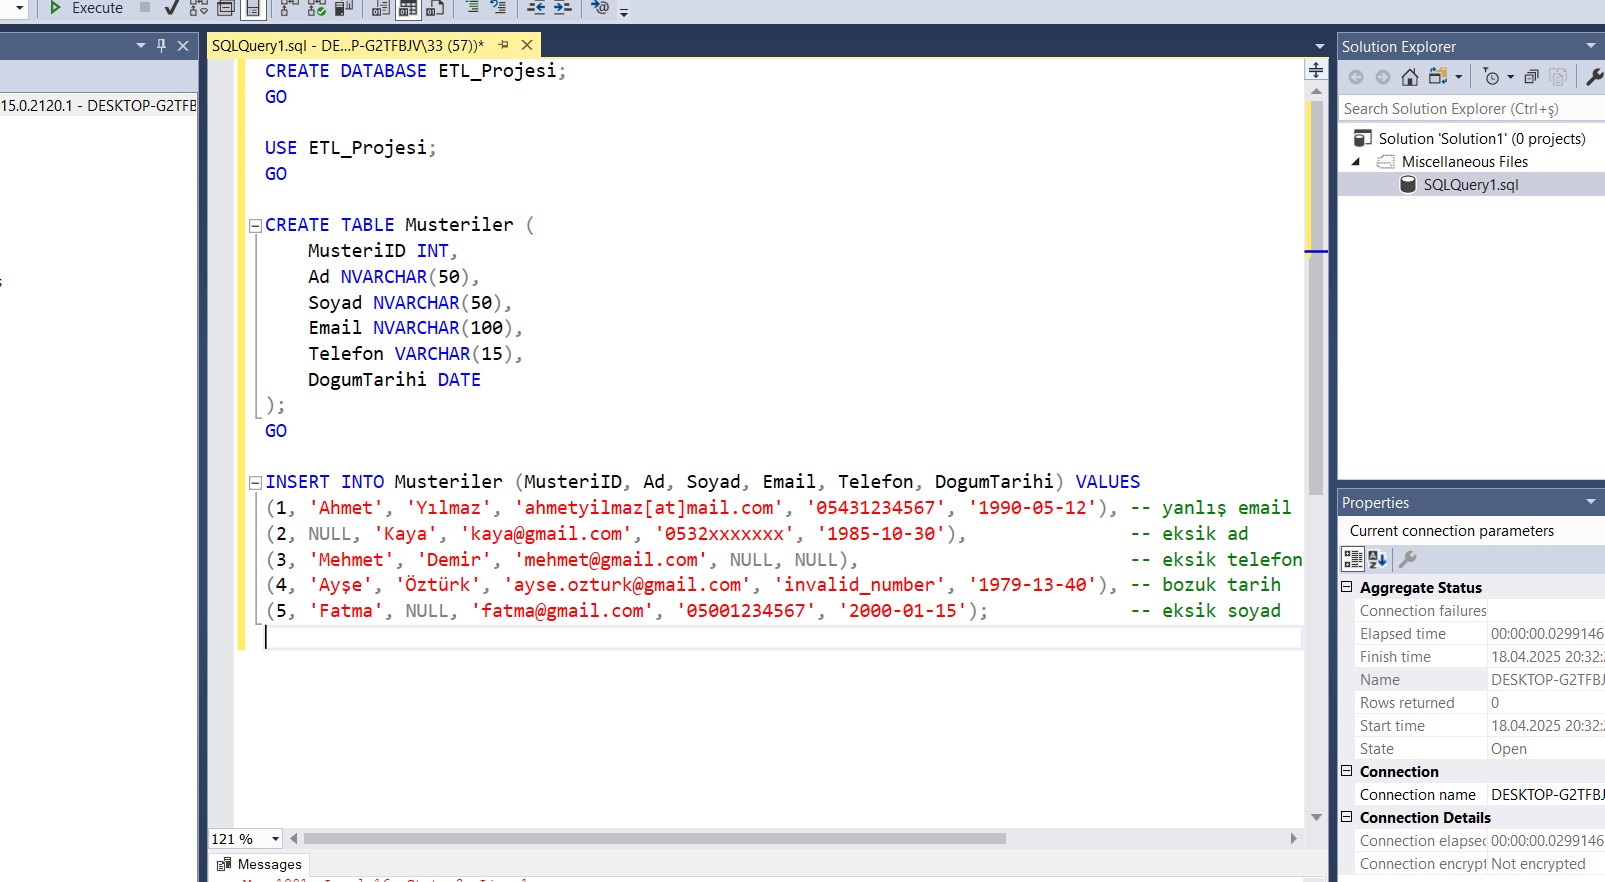 Execute
SQLQuery1.sql - DE...P-G2TFBJV\33 (57))*
15.0.2120.1 - DESKTOP-G2TFB
CREATE DATABASE ETL_Projesi;
GO
USE ETL_Projesi;
GO
CREATE TABLE Musteriler (
MusteriID INT,
Ad NVARCHAR(50),
Soyad NVARCHAR(50),
Email NVARCHAR(100),
Telefon VARCHAR(15),
DogumTarihi DATE
);
GO
INSERT INTO Musteriler (MusteriID, Ad, Soyad, Email, Telefon, DogumTarihi) VALUES
(1, 'Ahmet', 'Yılmaz', 'ahmetyilmaz[at]mail.com', '05431234567', '1990-05-12'), -- yanlış email
(2, NULL, 'Kaya', 'kaya@gmail.com', '0532xxxxxxx', '1985-10-30'), -- eksik ad
(3, 'Mehmet', 'Demir', 'mehmet@gmail.com', NULL, NULL), -- eksik telefon
(4, 'Ayşe', 'Öztürk', 'ayse.ozturk@gmail.com', 'invalid_number', '1979-13-40'), -- bozuk tarih
(5, 'Fatma', NULL, 'fatma@gmail.com', '05001234567', '2000-01-15'); -- eksik soyad
121 %
Messages
Solution Explorer
Search Solution Explorer (Ctrl+ş)
Solution 'Solution1' (0 projects)
Miscellaneous Files
SQLQuery1.sql
Properties
Current connection parameters
Aggregate Status
Connection failures
Elapsed time 00:00:00.0299146
Finish time 18.04.2025 20:32:
Name DESKTOP-G2TFBJ
Rows returned 0
Start time 18.04.2025 20:32:
State Open
Connection
Connection name DESKTOP-G2TFBJ
Connection Details
Connection elapsec 00:00:00.0299146
Connection encrypt Not encrypted